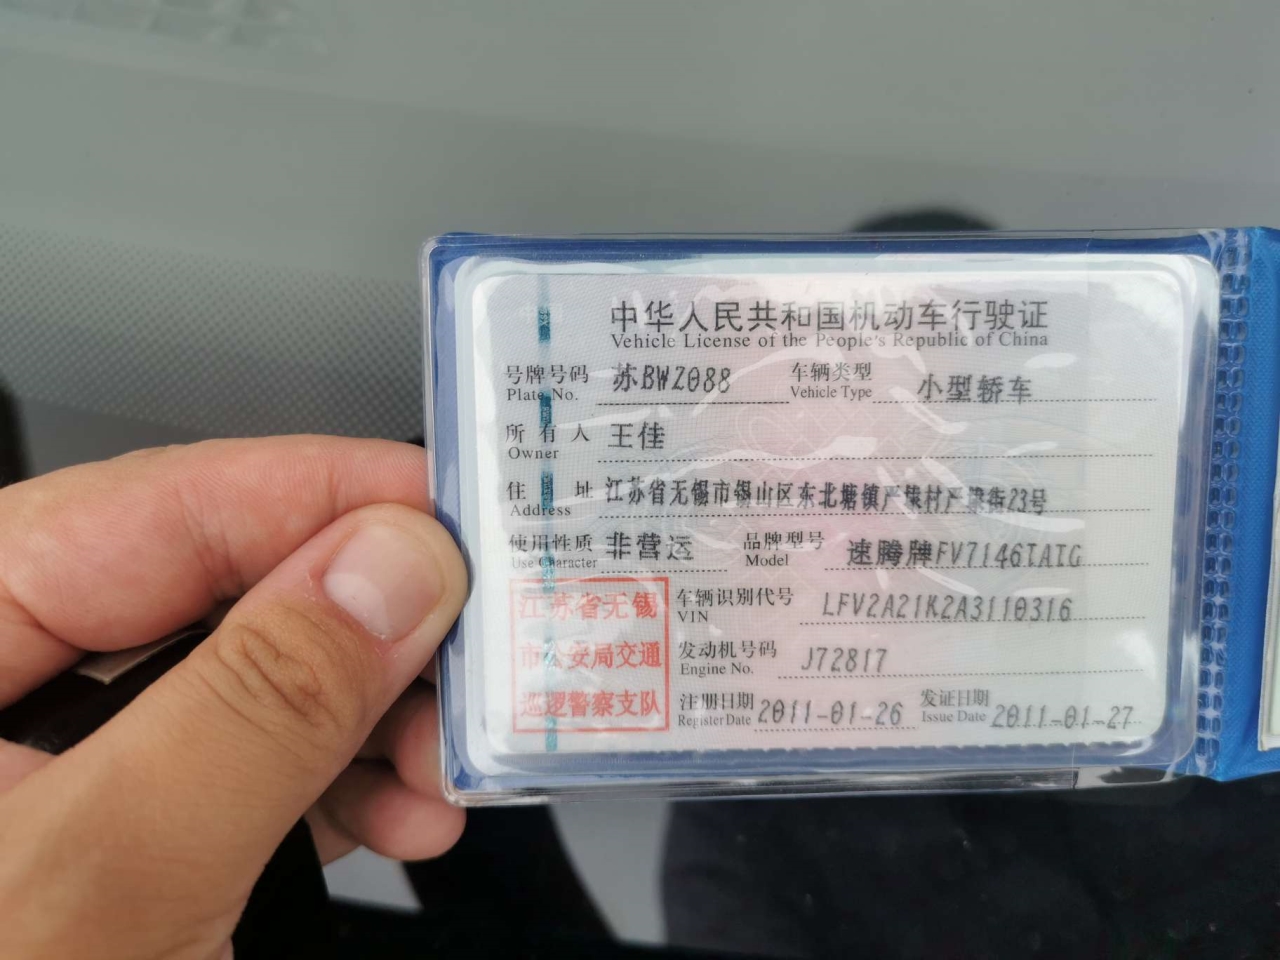 中华人民共和国机动车行驶证
Vehicle License of the People's Republic of China
号牌号码 苏BWZ088 车辆类型 小型轿车
Plate No. Vehicle Type
所有人 王佳
Owner
住址 江苏省无锡市锡山区东北塘镇严埭村严埭街23号
Address
使用性质 非营运 品牌型号 速腾牌FV7146TATG
Use Character Model
江苏省无锡
市公安局交通
巡逻警察支队
车辆识别代号 LFV2A21K2A3110316
VIN
发动机号码 J72817
Engine No.
注册日期 2011-01-26 发证日期 2011-01-27
Register Date Issue Date